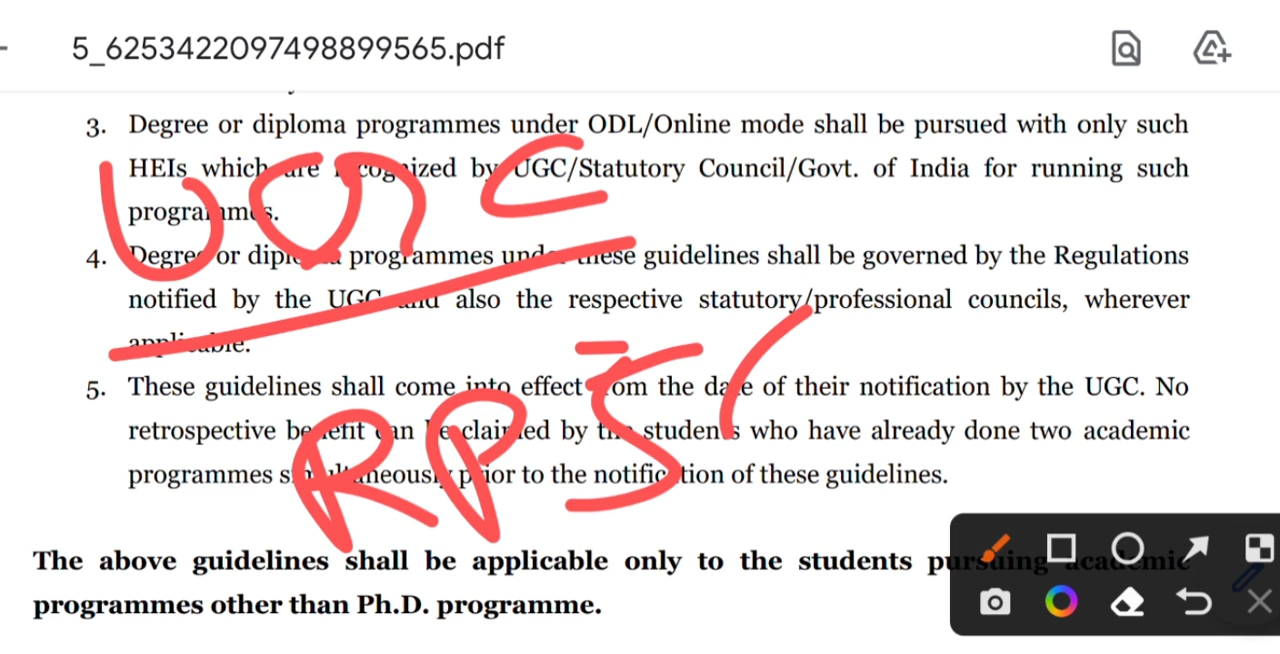 5_6253422097498899565.pdf
3. Degree or diploma programmes under ODL/Online mode shall be pursued with only such
HEIs which are recognized by UGC/Statutory Council/Govt. of India for running such
programmes.
4. Degree or diploma programmes under these guidelines shall be governed by the Regulations
notified by the UGC and also the respective statutory/professional councils, wherever
applicable.
5. These guidelines shall come into effect from the date of their notification by the UGC. No
retrospective benefit can be claimed by the students who have already done two academic
programmes simultaneously prior to the notification of these guidelines.
The above guidelines shall be applicable only to the students pursuing academic
programmes other than Ph.D. programme.
UGC
RPSC